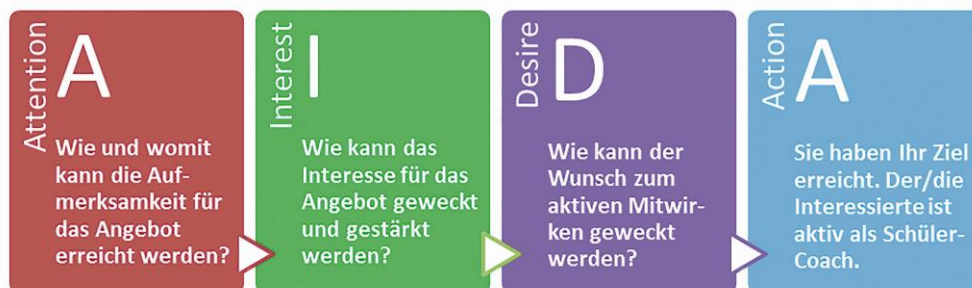 Attention
A
Wie und womit
kann die Auf-
merksamkeit für
das Angebot
erreicht werden?
Interest
I
Wie kann das
Interesse für das
Angebot geweckt
und gestärkt
werden?
Desire
D
Wie kann der
Wunsch zum
aktiven Mitwir-
ken geweckt
werden?
Action
A
Sie haben Ihr Ziel
erreicht. Der/die
Interessierte ist
aktiv als Schüler-
Coach.